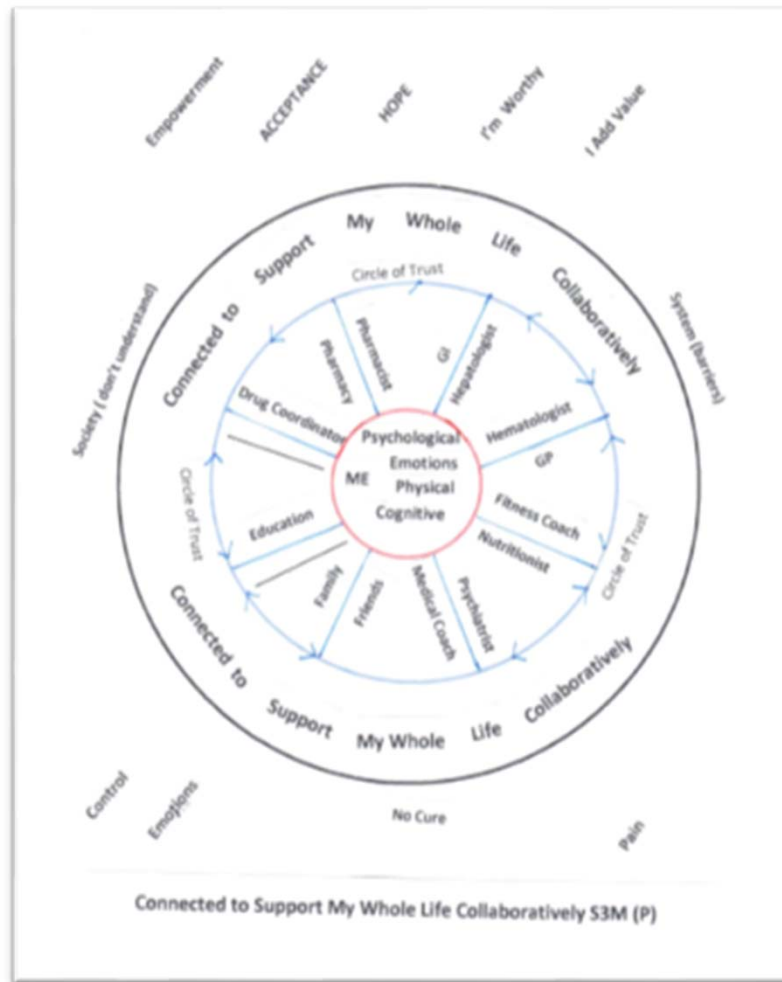 Empowerment
ACCEPTANCE
HOPE
I'm Worthy
I Add Value
Society ( don't understand)
System (barriers)
Connected to Support My Whole Life Collaboratively
Circle of Trust
Pharmacy
Pharmacist
GI
Hepatologist
Drug Coordinator
Hematologist
GP
Psychological
Emotions
ME
Physical
Cognitive
Circle of Trust
Education
Fitness Coach
Nutritionist
Circle of Trust
Family
Friends
Medical Coach
Psychiatrist
Connected to Support My Whole Life Collaboratively
Control
Emotions
No Cure
Pain
Connected to Support My Whole Life Collaboratively S3M (P)